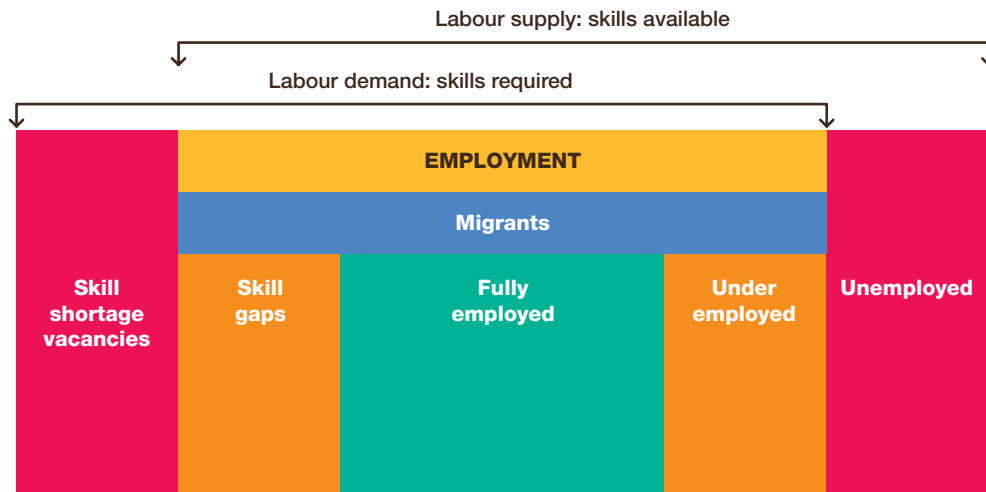 Labour supply: skills available
Labour demand: skills required
EMPLOYMENT
Migrants
Skill
shortage
vacancies
Skill
gaps
Fully
employed
Under
employed
Unemployed